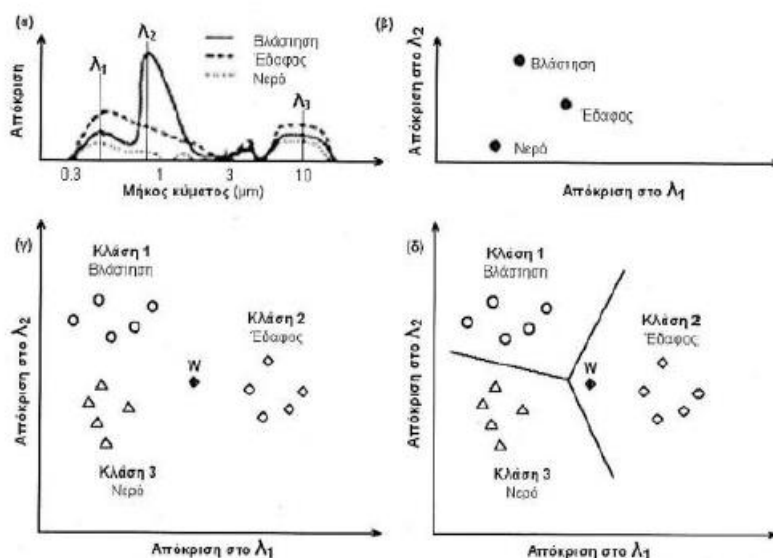 (α)
Απόκριση
λ₁
λ₂
λ₃
Βλάστηση
Έδαφος
Νερό
0.3
1
3
10
Μήκος κύματος (μm)
(β)
Απόκριση στο λ₂
Βλάστηση
Έδαφος
Νερό
Απόκριση στο λ₁
(γ)
Απόκριση στο λ₂
Κλάση 1
Βλάστηση
Κλάση 2
Έδαφος
W
Κλάση 3
Νερό
Απόκριση στο λ₁
(δ)
Απόκριση στο λ₂
Κλάση 1
Βλάστηση
Κλάση 2
Έδαφος
W
Κλάση 3
Νερό
Απόκριση στο λ₁